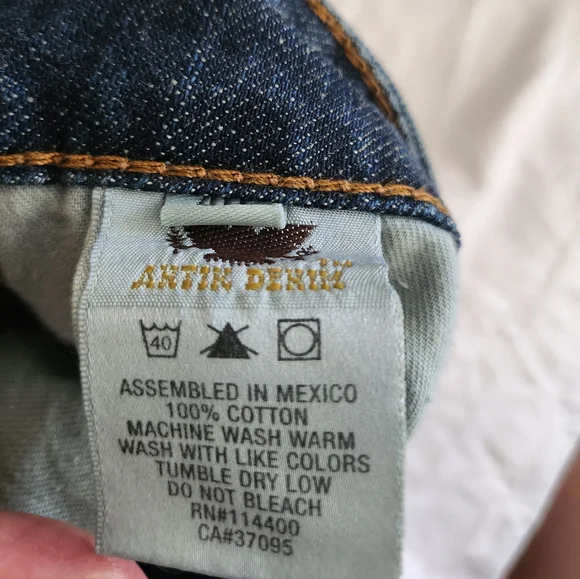 ANTIK DENIM
40
ASSEMBLED IN MEXICO
100% COTTON
MACHINE WASH WARM
WASH WITH LIKE COLORS
TUMBLE DRY LOW
DO NOT BLEACH
RN#114400
CA#37095